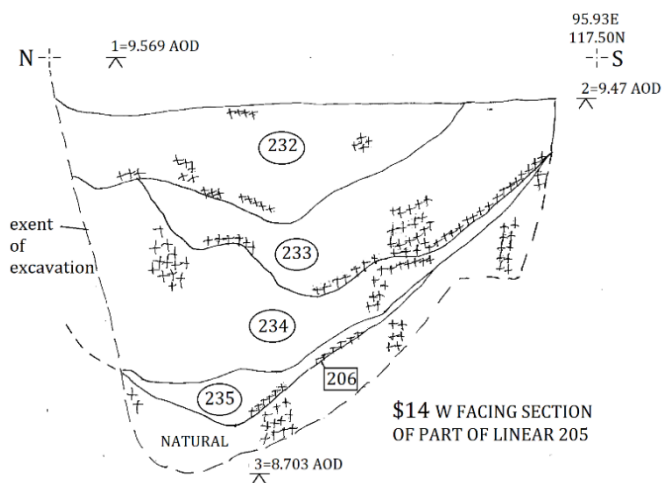 95.93E
117.50N
N
1=9.569 AOD
S
2=9.47 AOD
232
exent
of
excavation
233
234
206
235
$14 W FACING SECTION
OF PART OF LINEAR 205
NATURAL
3=8.703 AOD